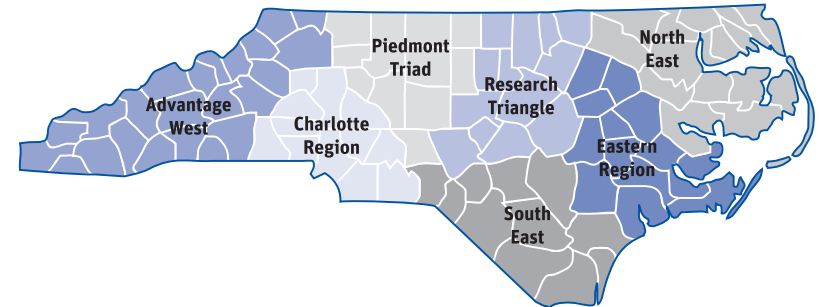 Advantage
West
Charlotte
Region
Piedmont
Triad
Research
Triangle
North
East
Eastern
Region
South
East